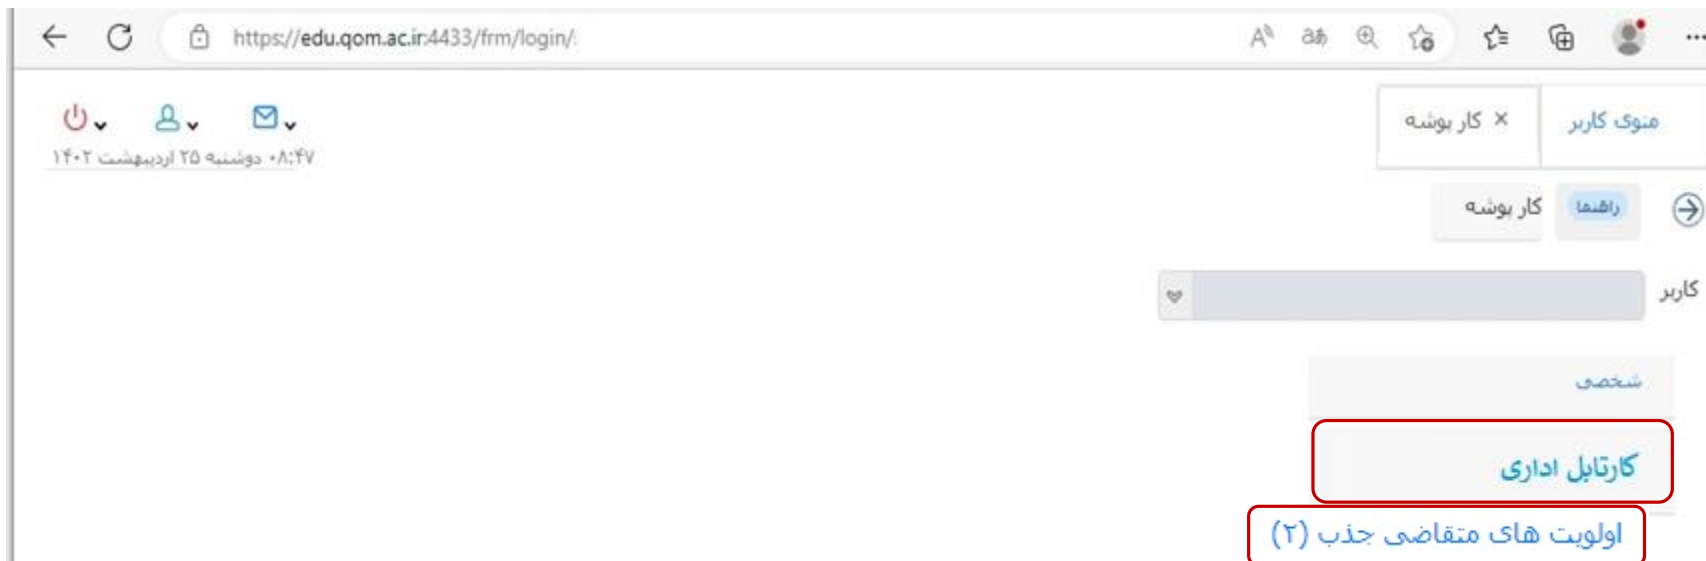 https://edu.qom.ac.ir:4433/frm/login/:
منوی کاربر
کار پوشه ×
۰۸:۴۷ دوشنبه ۲۵ اردیبهشت ۱۴۰۲
راهنما کار پوشه
کاربر
شخصی
کارتابل اداری
اولویت های متقاضی جذب (۲)